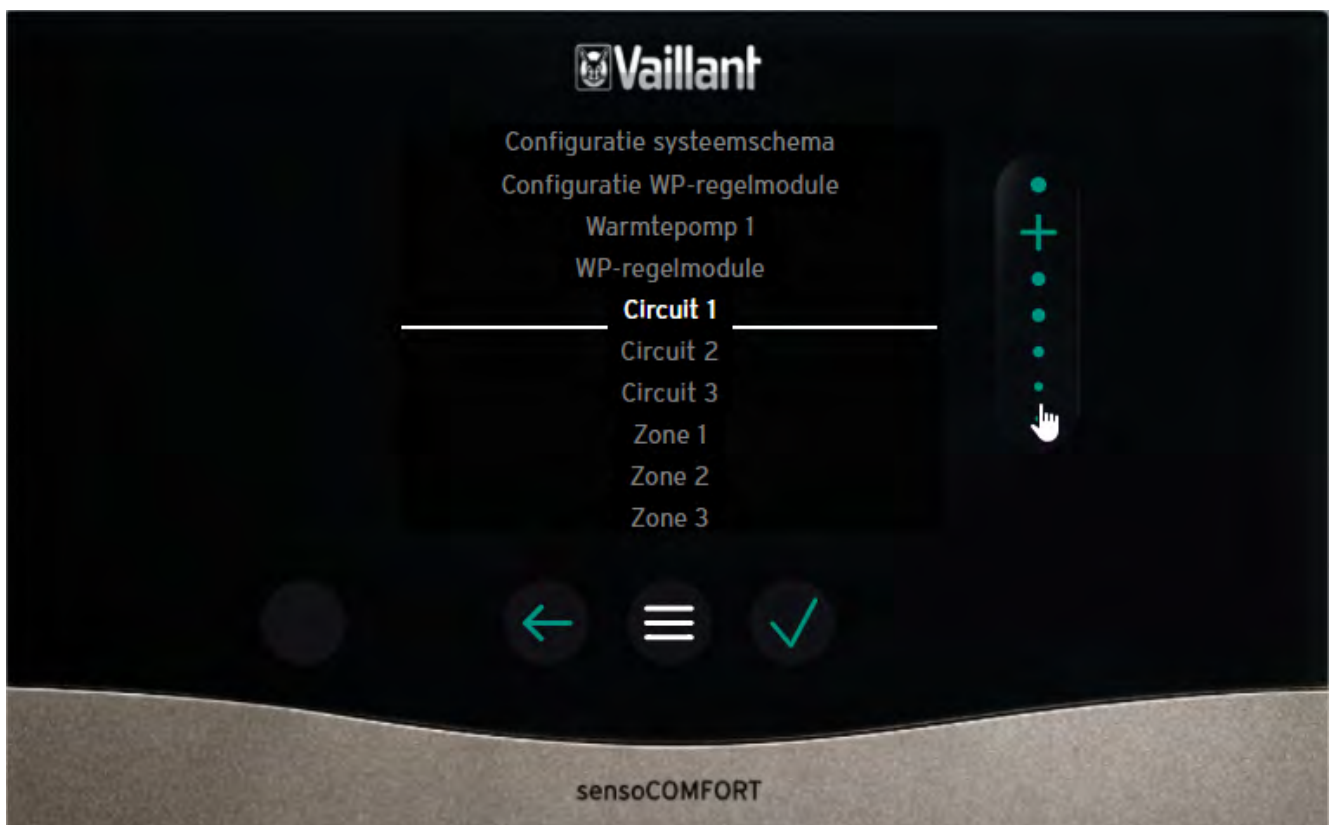 Vaillant
Configuratie systeemschema
Configuratie WP-regelmodule
Warmtepomp 1
WP-regelmodule
Circuit 1
Circuit 2
Circuit 3
Zone 1
Zone 2
Zone 3
sensoCOMFORT